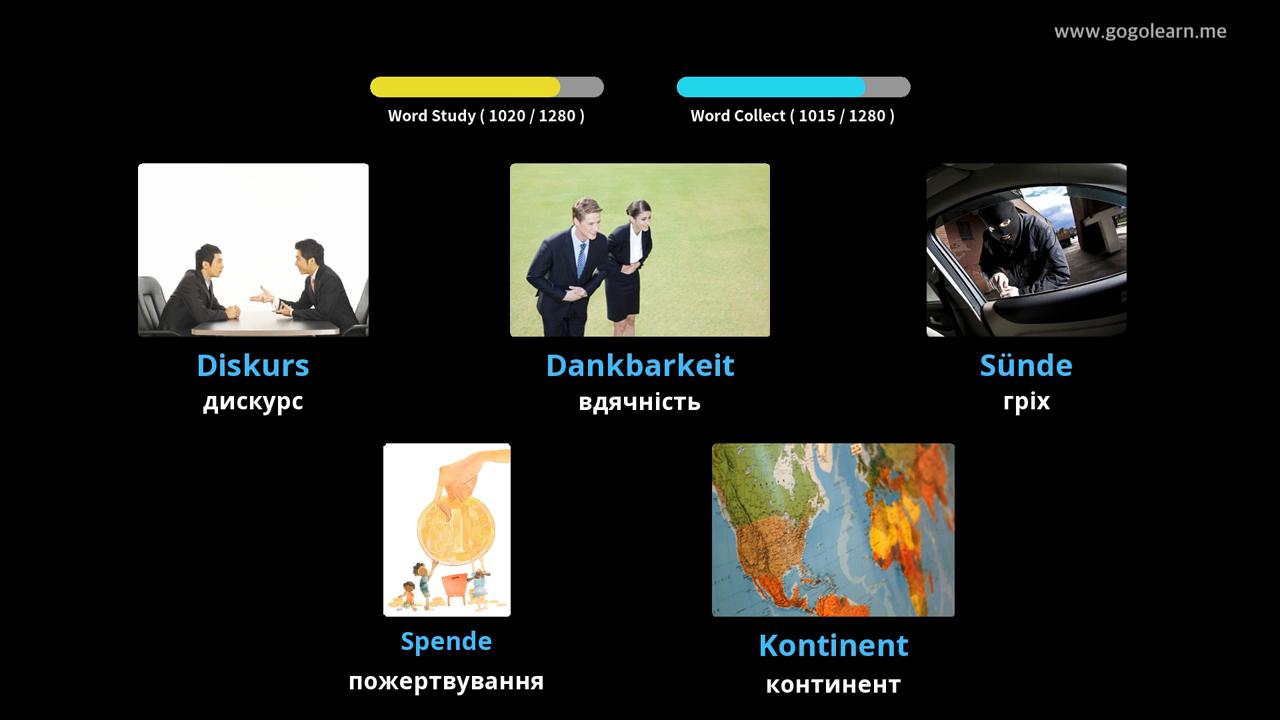 www.gogolearn.me
Word Study ( 1020 / 1280 )
Word Collect ( 1015 / 1280 )
Diskurs
дискурс
Dankbarkeit
вдячність
Sünde
гріх
Spende
пожертвування
Kontinent
континент